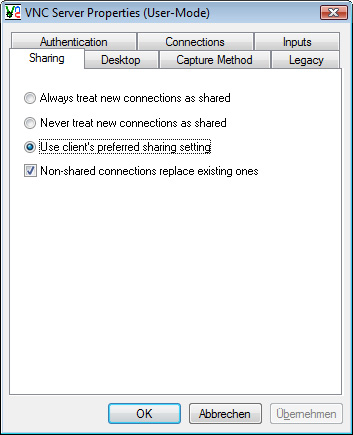 VNC Server Properties (User-Mode)
Authentication Connections Inputs
Sharing Desktop Capture Method Legacy
Always treat new connections as shared
Never treat new connections as shared
Use client's preferred sharing setting
Non-shared connections replace existing ones
OK Abbrechen Übernehmen